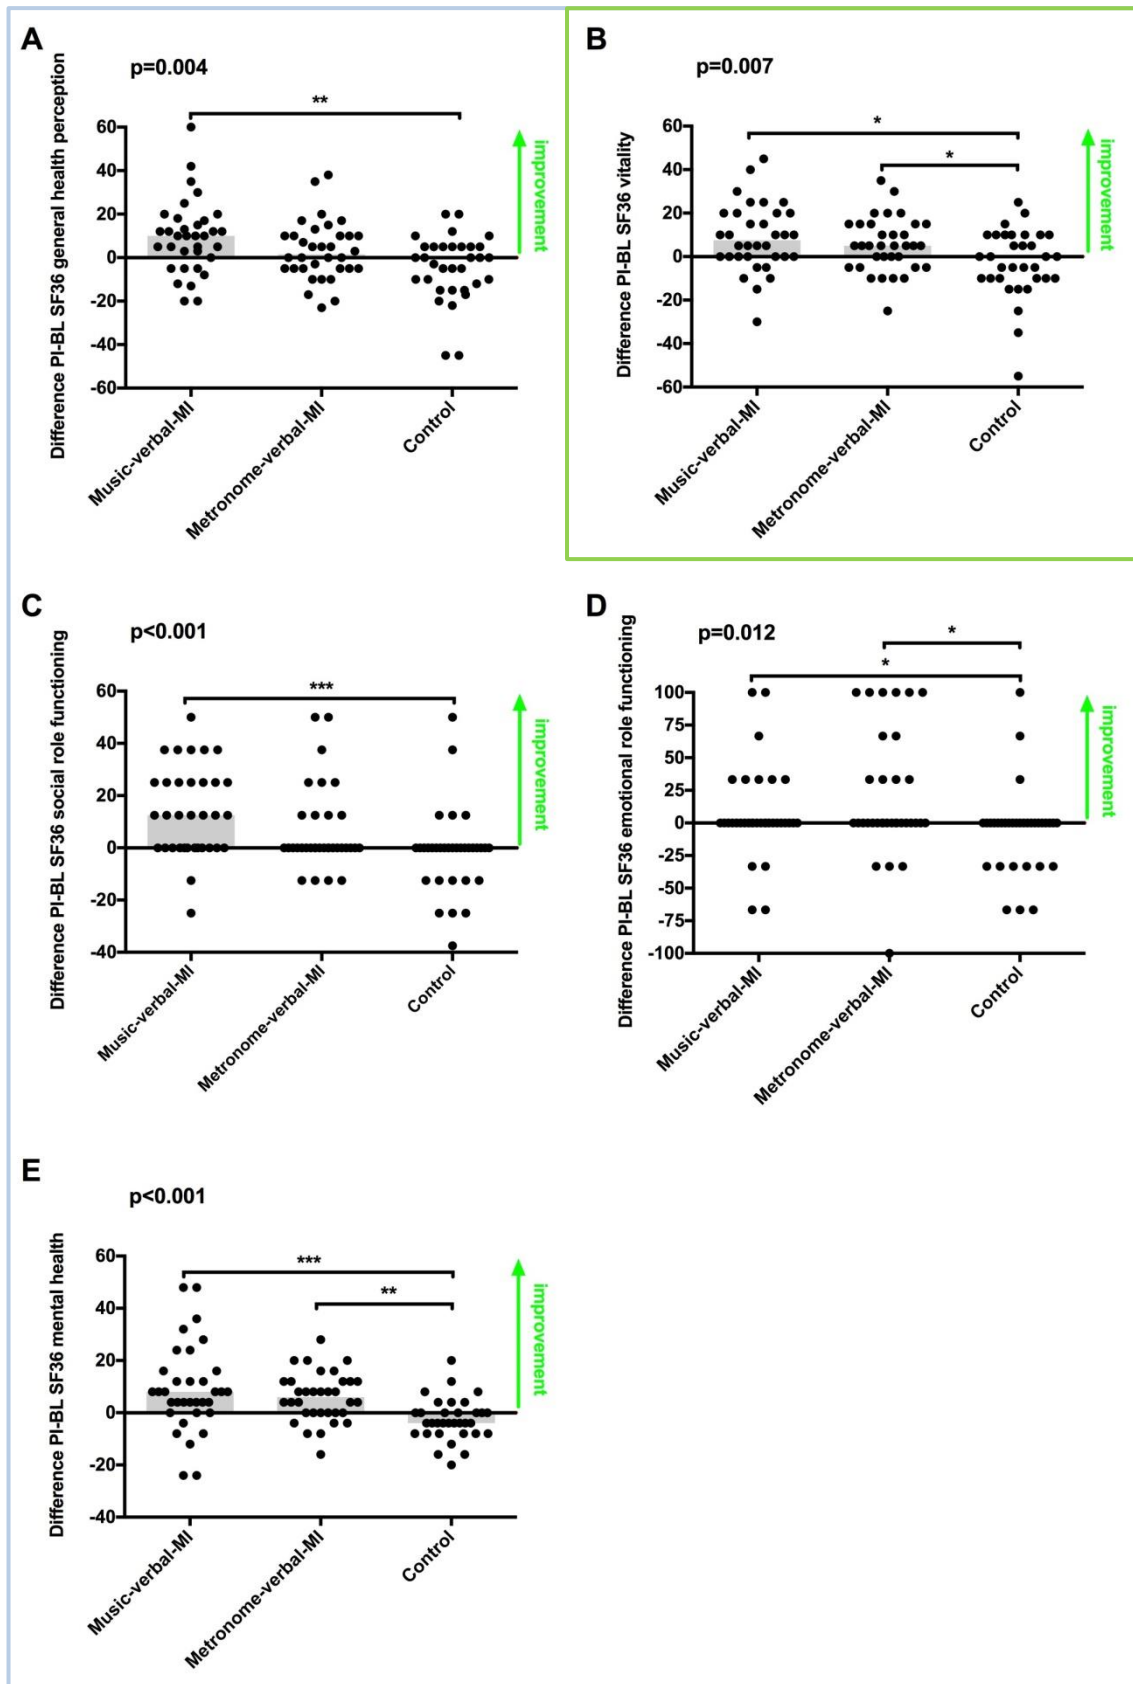 A
p=0.004
**
Difference PI-BL SF36 general health perception
60
40
20
0
-20
-40
-60
improvement
Music-verbal-MI
Metronome-verbal-MI
Control
B
p=0.007
*
*
Difference PI-BL SF36 vitality
60
40
20
0
-20
-40
-60
improvement
Music-verbal-MI
Metronome-verbal-MI
Control
C
p<0.001
***
Difference PI-BL SF36 social role functioning
60
40
20
0
-20
-40
improvement
Music-verbal-MI
Metronome-verbal-MI
Control
D
p=0.012
*
*
Difference PI-BL SF36 emotional role functioning
100
75
50
25
0
-25
-50
-75
-100
improvement
Music-verbal-MI
Metronome-verbal-MI
Control
E
p<0.001
***
**
Difference PI-BL SF36 mental health
60
40
20
0
-20
-40
improvement
Music-verbal-MI
Metronome-verbal-MI
Control